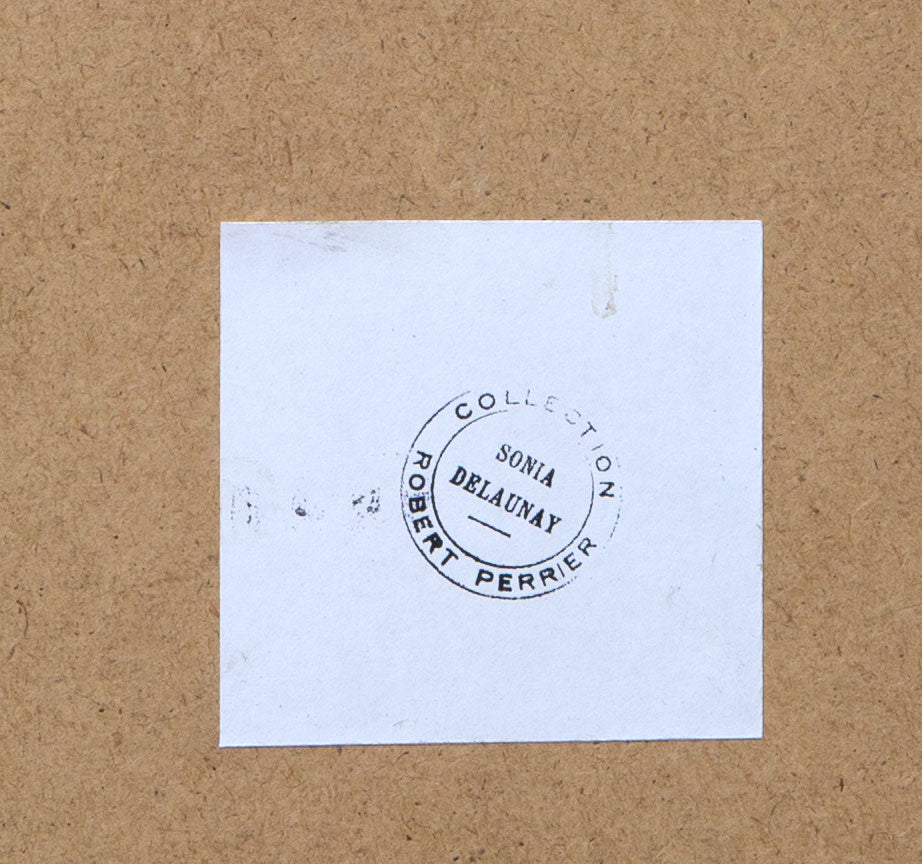 COLLECTION
SONIA
DELAUNAY
ROBERT PERRIER